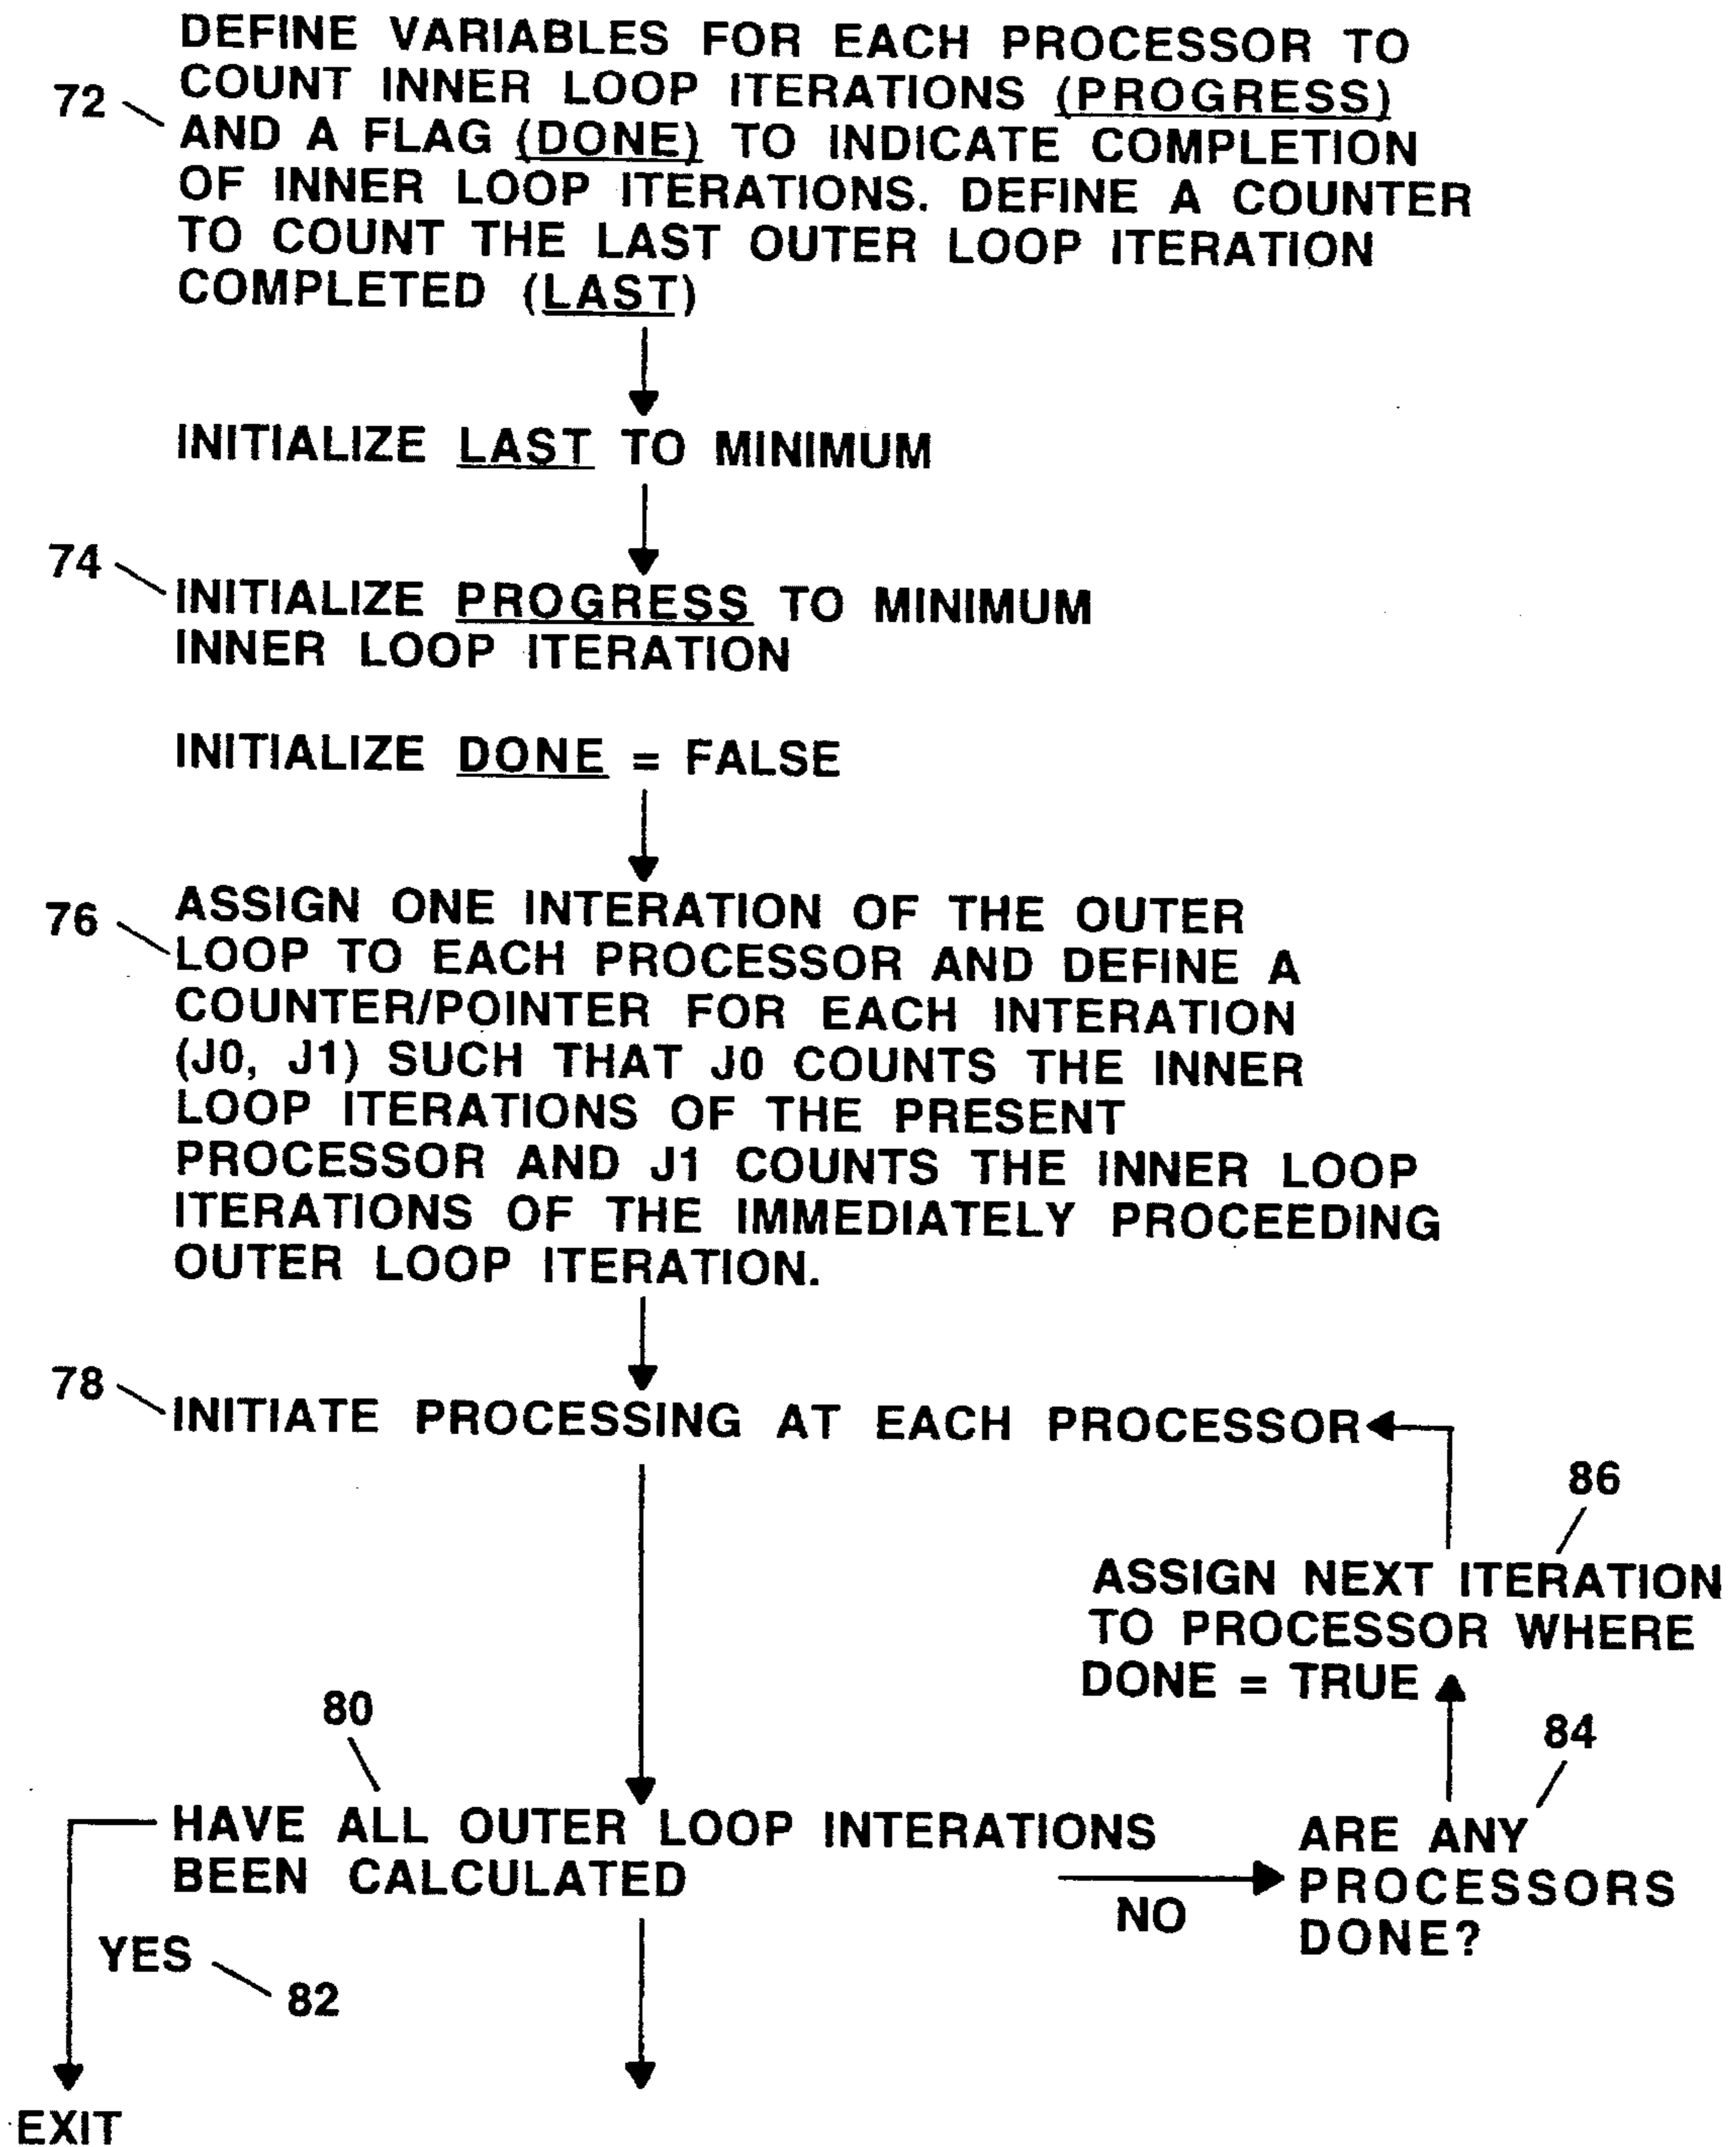 DEFINE VARIABLES FOR EACH PROCESSOR TO
72
COUNT INNER LOOP ITERATIONS (PROGRESS)
AND A FLAG (DONE) TO INDICATE COMPLETION
OF INNER LOOP ITERATIONS. DEFINE A COUNTER
TO COUNT THE LAST OUTER LOOP ITERATION
COMPLETED (LAST)
INITIALIZE LAST TO MINIMUM
74
INITIALIZE PROGRESS TO MINIMUM
INNER LOOP ITERATION
INITIALIZE DONE = FALSE
76
ASSIGN ONE INTERATION OF THE OUTER
LOOP TO EACH PROCESSOR AND DEFINE A
COUNTER/POINTER FOR EACH INTERATION
(J0, J1) SUCH THAT J0 COUNTS THE INNER
LOOP ITERATIONS OF THE PRESENT
PROCESSOR AND J1 COUNTS THE INNER LOOP
ITERATIONS OF THE IMMEDIATELY PROCEEDING
OUTER LOOP ITERATION.
78
INITIATE PROCESSING AT EACH PROCESSOR
86
ASSIGN NEXT ITERATION
TO PROCESSOR WHERE
DONE = TRUE
80
84
HAVE ALL OUTER LOOP INTERATIONS
BEEN CALCULATED
NO
ARE ANY
PROCESSORS
DONE?
YES
82
EXIT